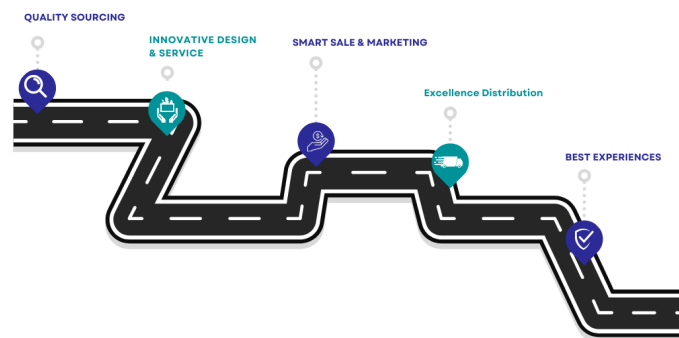 QUALITY SOURCING
INNOVATIVE DESIGN
& SERVICE
SMART SALE & MARKETING
Excellence Distribution
BEST EXPERIENCES